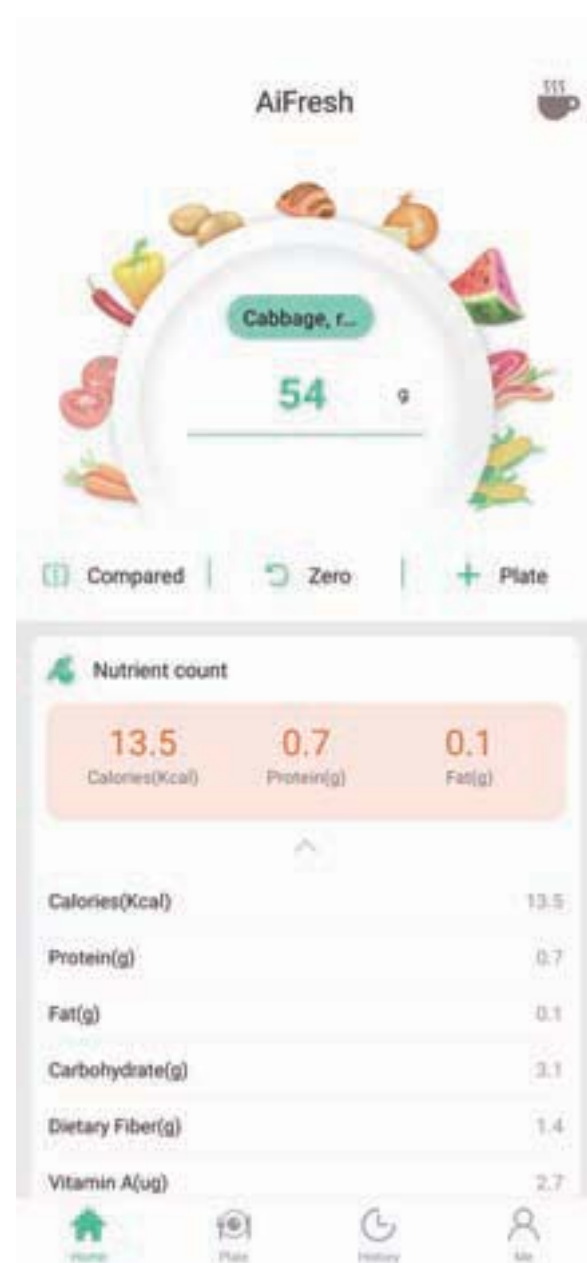 AiFresh
Cabbage, r...
54 g
Compared Zero Plate
Nutrient count
13.5 0.7 0.1
Calories(Kcal) Protein(g) Fat(g)
Calories(Kcal) 13.5
Protein(g) 0.7
Fat(g) 0.1
Carbohydrate(g) 3.1
Dietary Fiber(g) 1.4
Vitamin A(ug) 2.7
Home Plate History Me